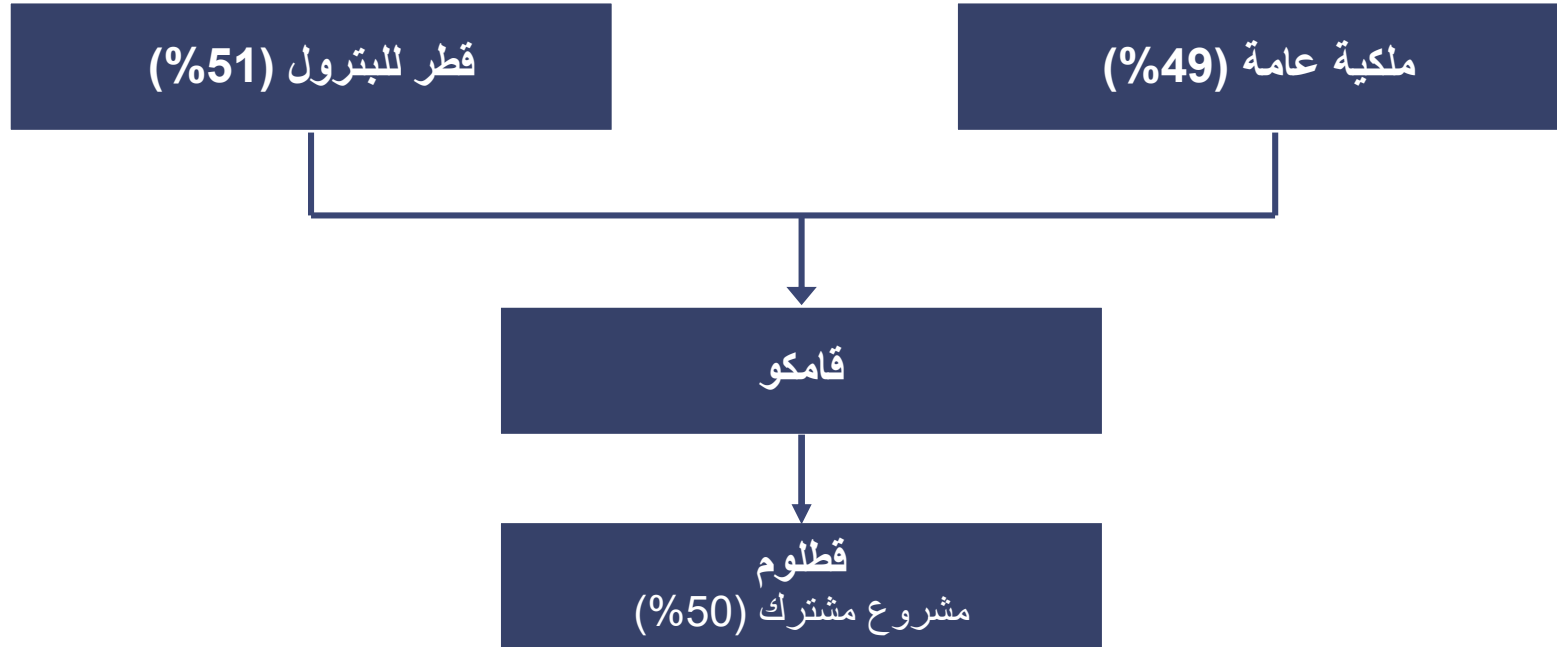 ملكية عامة (49%)
قطر للبترول (51%)
قامكو
قطلوم
مشروع مشترك (50%)